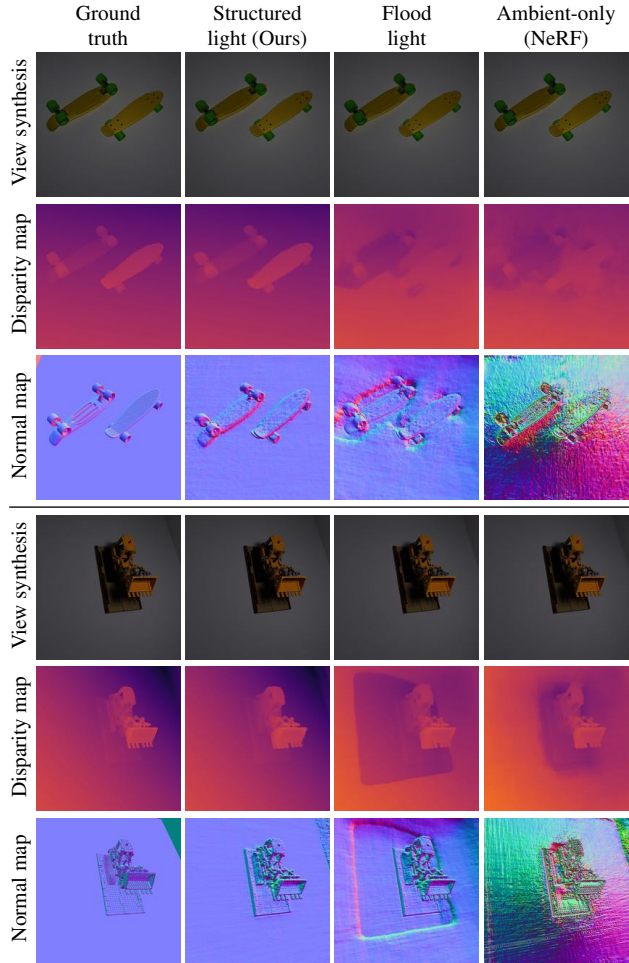 Ground truth
Structured light (Ours)
Flood light
Ambient-only (NeRF)
View synthesis
Disparity map
Normal map
View synthesis
Disparity map
Normal map